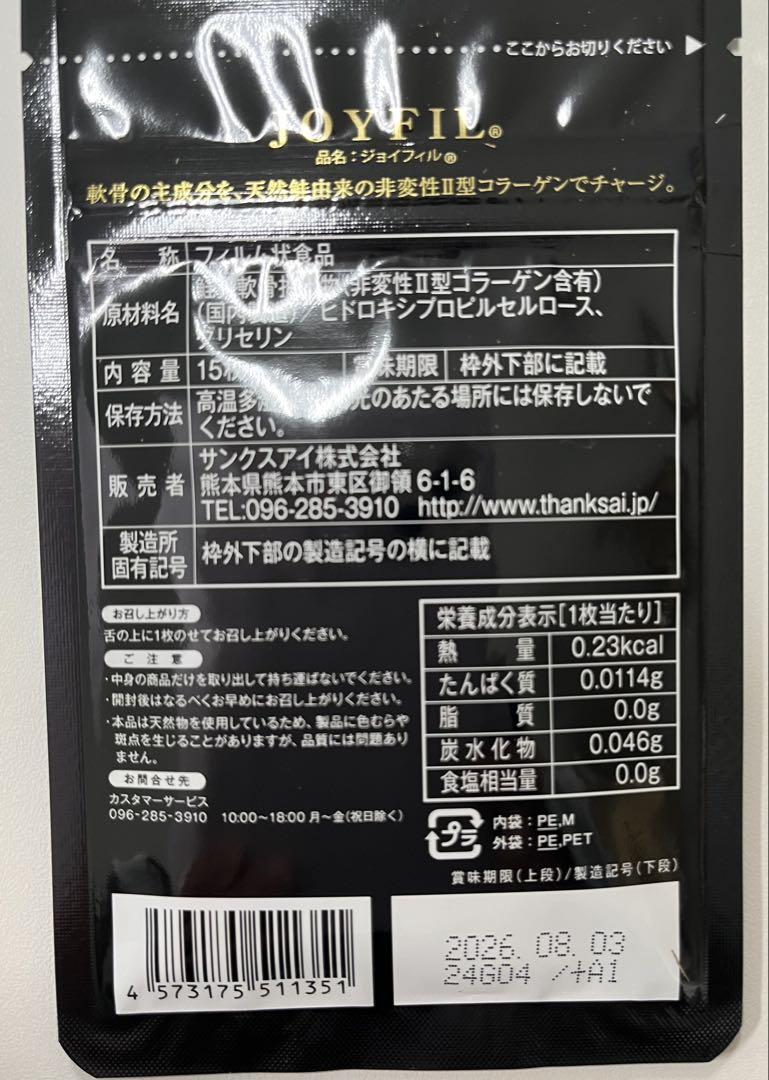 ここからお切りください
JOYFIL®
品名：ジョイフィル®
軟骨の主成分を、天然鮭由来の非変性Ⅱ型コラーゲンでチャージ。
名 称 フィルム状食品
原材料名 軟骨 (非変性Ⅱ型コラーゲン含有)
(国内 ヒドロキシプロピルセルロース、
グリセリン
内容量 15 賞味期限 枠外下部に記載
保存方法 高温多 光のあたる場所には保存しないで
ください。
販売者 サンクスアイ株式会社
熊本県熊本市東区御領6-1-6
TEL:096-285-3910 http://www.thanksai.jp/
製造所
固有記号 枠外下部の製造記号の横に記載
お召し上がり方
舌の上に1枚のせてお召し上がりください。
ご注意
・中身の商品だけを取り出して持ち運ばないでください。
・開封後はなるべくお早めにお召し上がりください。
・本品は天然物を使用しているため、製品に色むらや
斑点を生じることがありますが、品質には問題あり
ません。
お問合せ先
カスタマーサービス
096-285-3910 10:00～18:00 月～金(祝日除く)
栄養成分表示[1枚当たり]
熱 量 0.23kcal
たんぱく質 0.0114g
脂 質 0.0g
炭水化物 0.046g
食塩相当量 0.0g
プラ
内袋：PE,M
外袋：PE,PET
賞味期限(上段)/製造記号(下段)
2026. 08. 03
24G04 /+A1
4 573175 511351